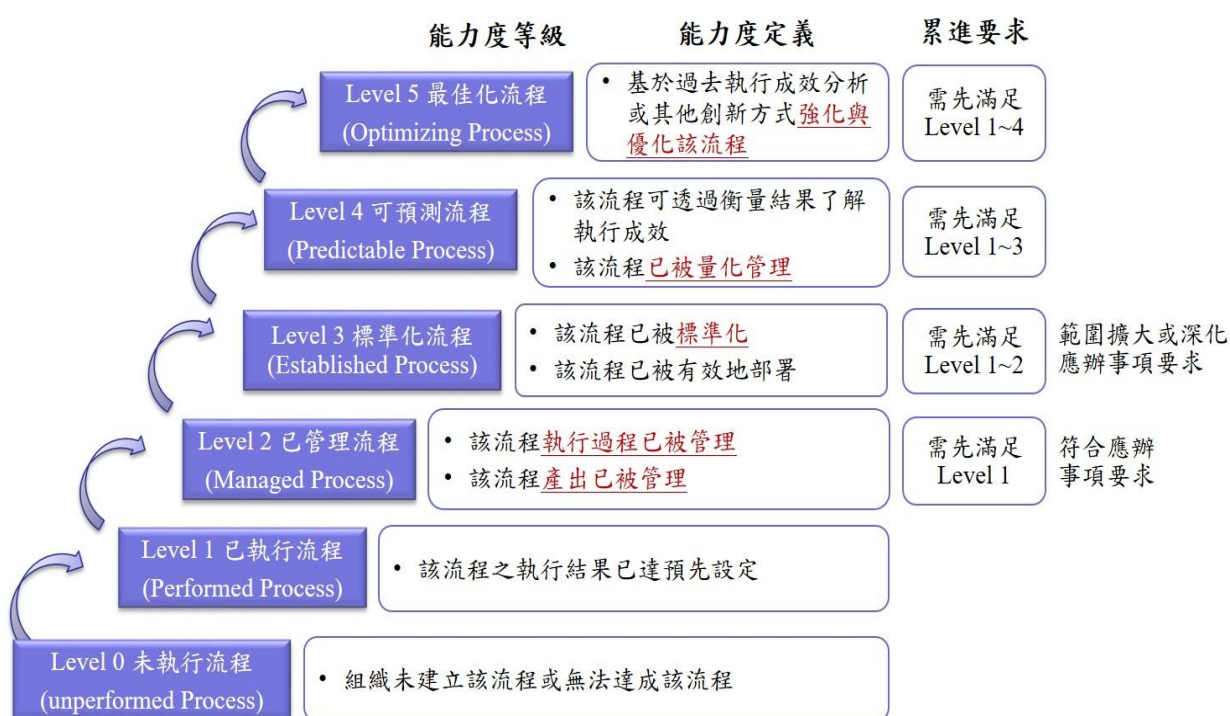 能力度等級
能力度定義
累進要求
Level 5 最佳化流程
(Optimizing Process)
• 基於過去執行成效分析
或其他創新方式強化與
優化該流程
需先滿足
Level 1~4
Level 4 可預測流程
(Predictable Process)
• 該流程可透過衡量結果了解
執行成效
• 該流程已被量化管理
需先滿足
Level 1~3
Level 3 標準化流程
(Established Process)
• 該流程已被標準化
• 該流程已被有效地部署
需先滿足
Level 1~2
範圍擴大或深化
應辦事項要求
Level 2 已管理流程
(Managed Process)
• 該流程執行過程已被管理
• 該流程產出已被管理
需先滿足
Level 1
符合應辦
事項要求
Level 1 已執行流程
(Performed Process)
• 該流程之執行結果已達預先設定
Level 0 未執行流程
(unperformed Process)
• 組織未建立該流程或無法達成該流程